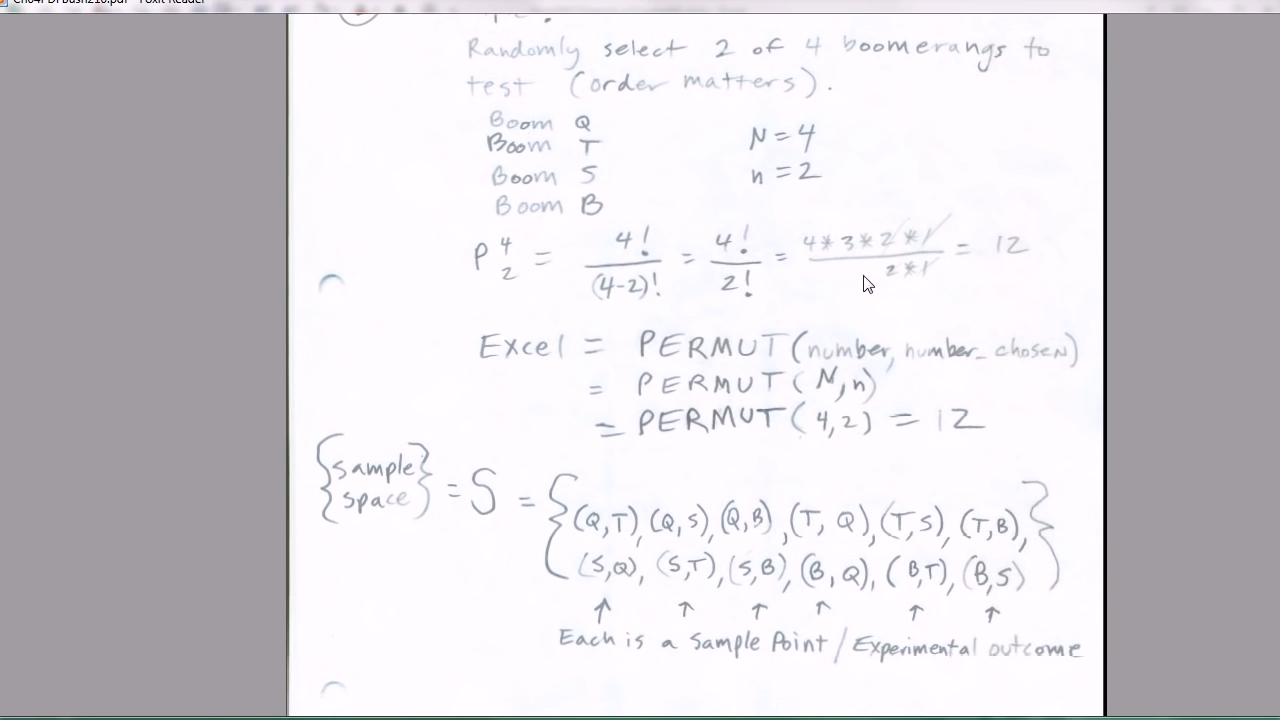 Randomly select 2 of 4 boomerangs to
test (order matters).
Boom Q
Boom T
Boom S
Boom B
N = 4
n = 2
P 4 2 = 4! / (4-2)! = 4! / 2! = 4 * 3 * 2 * 1 / 2 * 1 = 12
Excel = PERMUT(number, number_chosen)
= PERMUT(N,n)
= PERMUT(4,2) = 12
{sample space} = S = {(Q,T), (Q,S), (Q,B), (T,Q), (T,S), (T,B),
(S,Q), (S,T), (S,B), (B,Q), (B,T), (B,S)}
↑ ↑ ↑ ↑ ↑ ↑
Each is a Sample Point / Experimental outcome